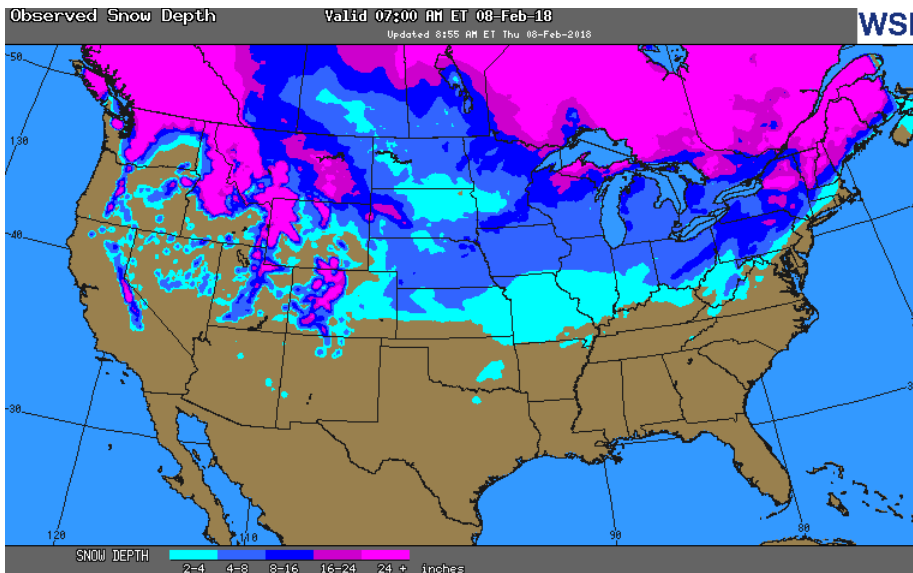 Observed Snow Depth Valid 07:00 AM ET 08-Feb-18
Updated 8:55 AM ET Thu 08-Feb-2018
WSI
50
130
40
30
120
110
90
80
3
SNOW DEPTH
2-4 4-8 8-16 16-24 24 + inches